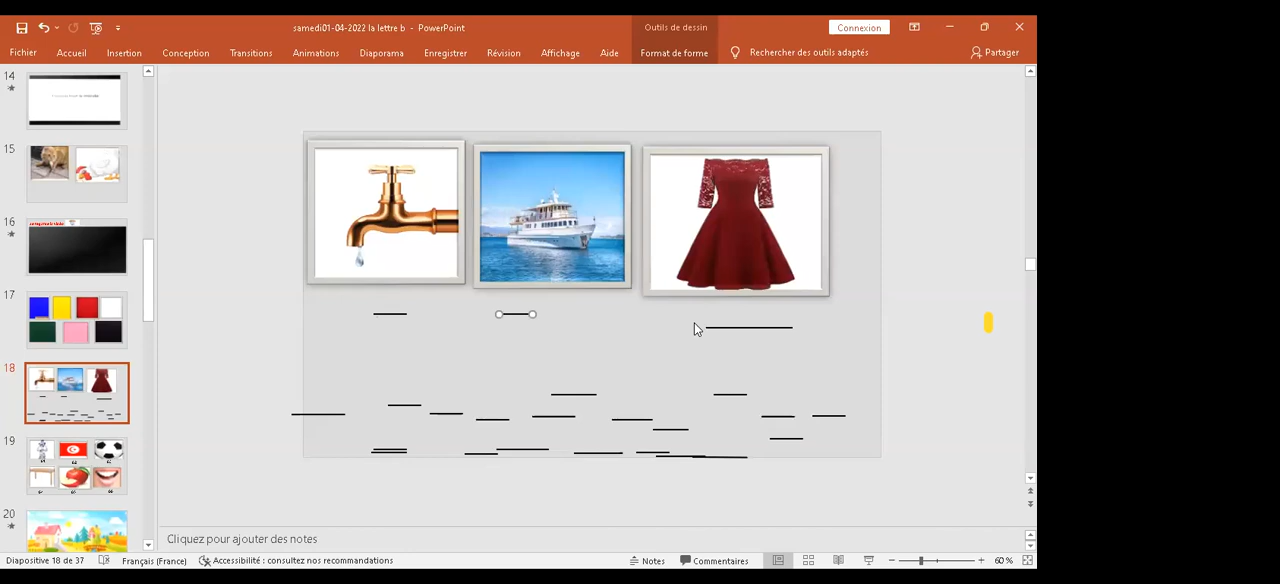 samedi01-04-2022 la lettre b - PowerPoint
Outils de dessin
Connexion
Fichier Accueil Insertion Conception Transitions Animations Diaporama Enregistrer Révision Affichage Aide Format de forme Rechercher des outils adaptés Partager
14
15
16
17
18
19
20
Cliquez pour ajouter des notes
Diapositive 18 de 37 Français (France) Accessibilité : consultez nos recommandations Notes Commentaires 60 %